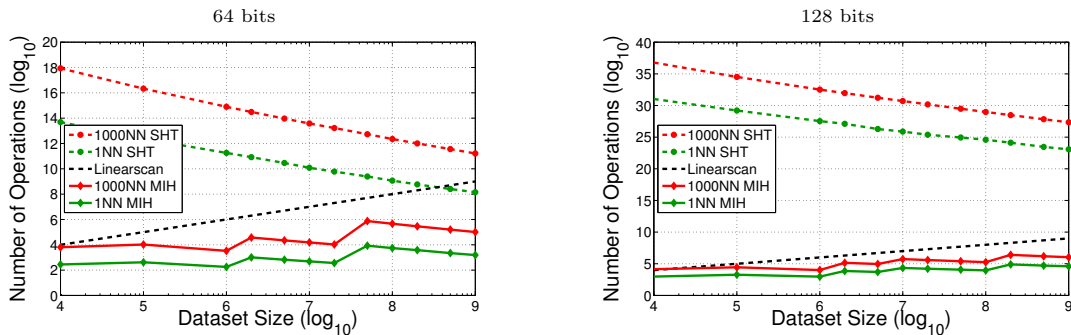 64 bits
Number of Operations (log10)
20
18
16
14
12
10
8
6
4
2
0
1000NN SHT
1NN SHT
Linearscan
1000NN MIH
1NN MIH
4 5 6 7 8 9
Dataset Size (log10)
128 bits
Number of Operations (log10)
40
35
30
25
20
15
10
5
0
1000NN SHT
1NN SHT
Linearscan
1000NN MIH
1NN MIH
4 5 6 7 8 9
Dataset Size (log10)